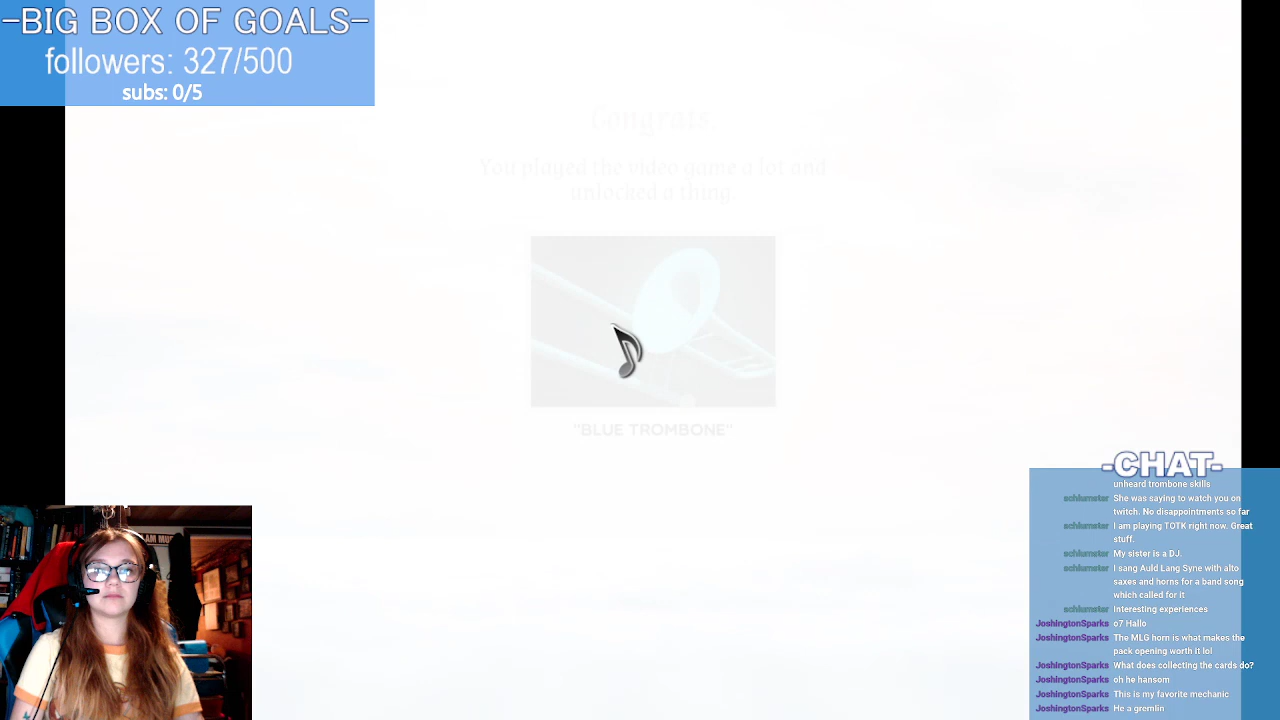 -BIG BOX OF GOALS-
followers: 327/500
subs: 0/5
Congrats
You played the video game a lot and
unlocked a thing.
"BLUE TROMBONE"
-CHAT-
unheard trombone skills
schlumster She was saying to watch you on
twitch. No disappointments so far
schlumster I am playing TOTK right now. Great
stuff.
schlumster My sister is a DJ.
schlumster I sang Auld Lang Syne with alto
saxes and horns for a band song
which called for it
schlumster Interesting experiences
JoshingtonSparks o7 Hallo
JoshingtonSparks The MLG horn is what makes the
pack opening worth it lol
JoshingtonSparks What does collecting the cards do?
JoshingtonSparks oh he hansom
JoshingtonSparks This is my favorite mechanic
JoshingtonSparks He a gremlin